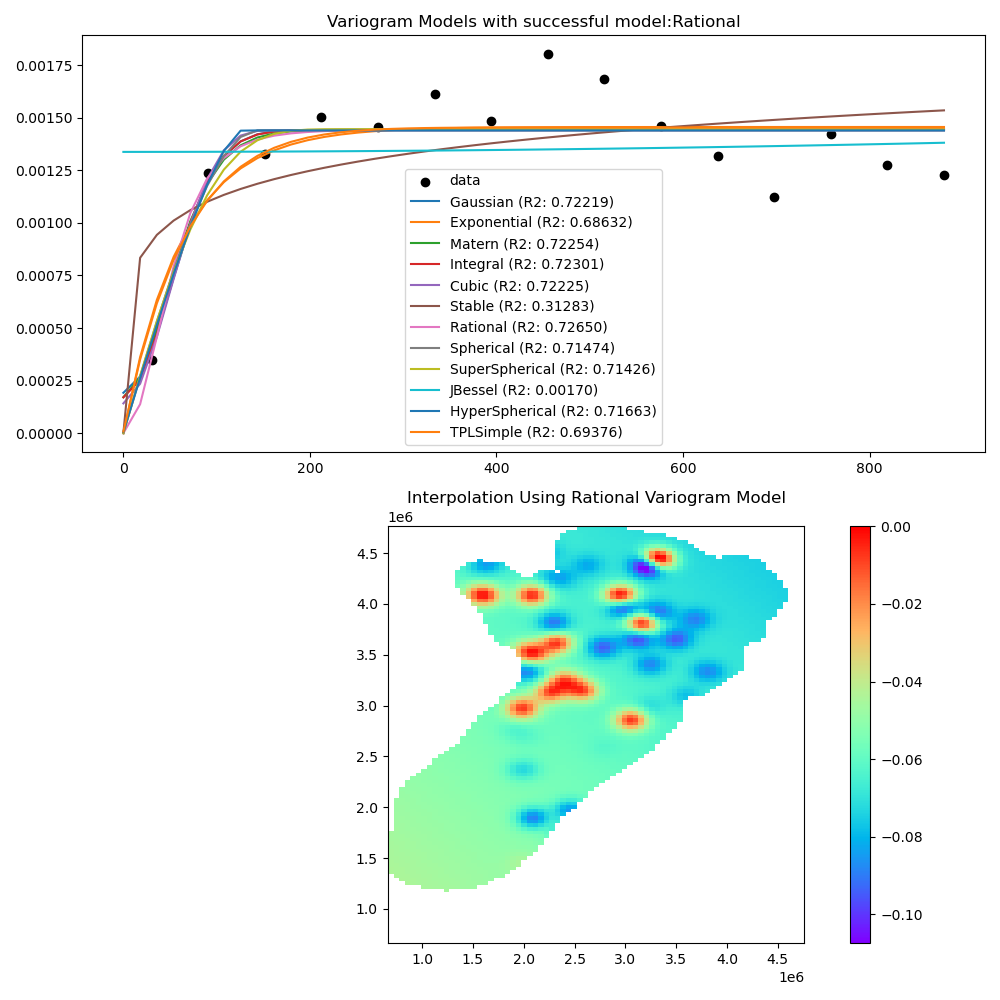 Variogram Models with successful model:Rational
0.00175
0.00150
0.00125
0.00100
0.00075
0.00050
0.00025
0.00000
data
Gaussian (R2: 0.72219)
Exponential (R2: 0.68632)
Matern (R2: 0.72254)
Integral (R2: 0.72301)
Cubic (R2: 0.72225)
Stable (R2: 0.31283)
Rational (R2: 0.72650)
Spherical (R2: 0.71474)
SuperSpherical (R2: 0.71426)
JBessel (R2: 0.00170)
HyperSpherical (R2: 0.71663)
TPLSimple (R2: 0.69376)
0 200 400 600 800
Interpolation Using Rational Variogram Model
1e6
4.5
4.0
3.5
3.0
2.5
2.0
1.5
1.0
1.0 1.5 2.0 2.5 3.0 3.5 4.0 4.5
1e6
0.00
−0.02
−0.04
−0.06
−0.08
−0.10